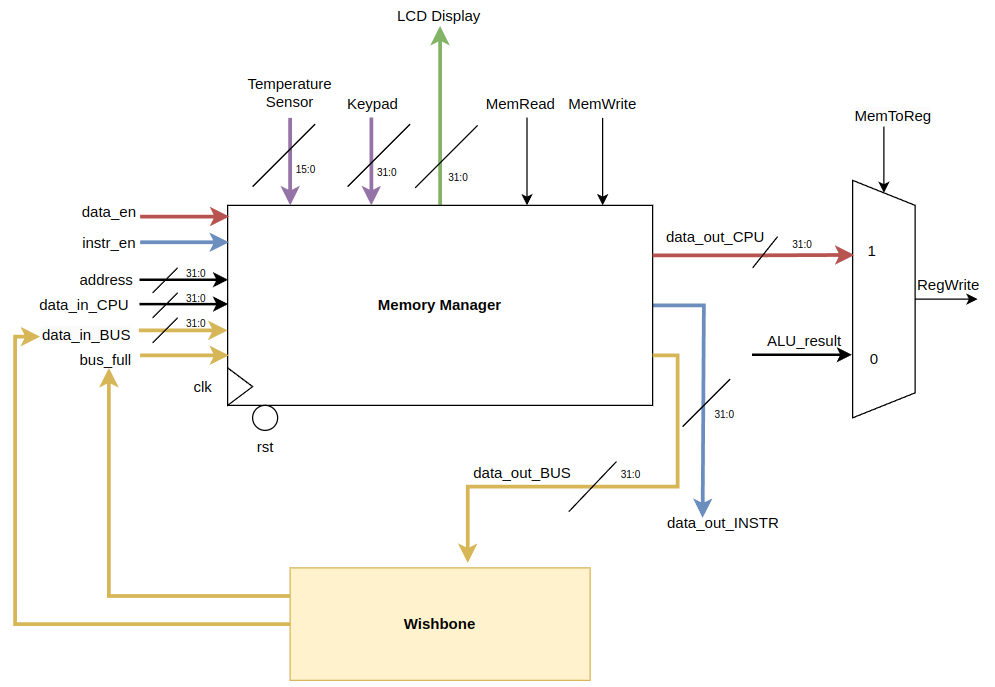 LCD Display
Temperature
Sensor
Keypad
MemRead
MemWrite
MemToReg
15:0
31:0
31:0
data_en
instr_en
address
31:0
data_in_CPU
31:0
data_in_BUS
31:0
bus_full
clk
rst
Memory Manager
data_out_CPU
31:0
1
RegWrite
ALU_result
0
31:0
data_out_BUS
31:0
data_out_INSTR
Wishbone